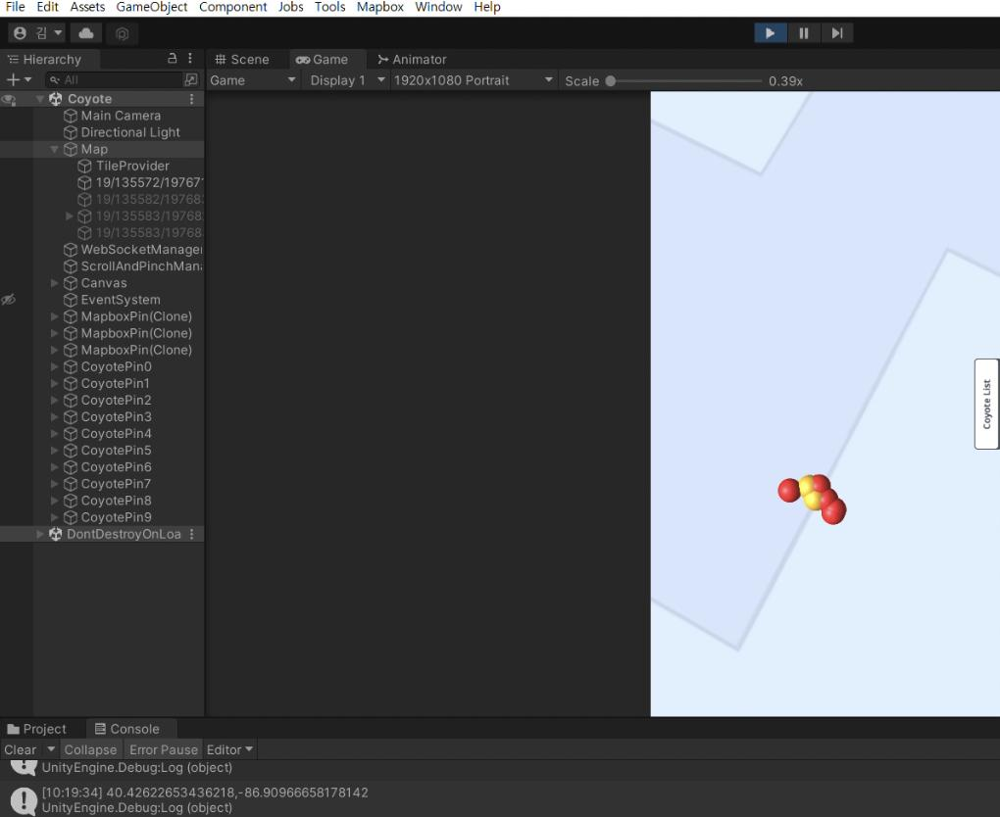 File Edit Assets GameObject Component Jobs Tools Mapbox Window Help
김
Hierarchy
Scene Game Animator
All
Game Display 1 1920x1080 Portrait Scale 0.39x
Coyote
Main Camera
Directional Light
Map
TileProvider
19/135572/19767
19/135582/19768
19/135583/19768
19/135583/19768
WebSocketManager
ScrollAndPinchMana
Canvas
EventSystem
MapboxPin(Clone)
MapboxPin(Clone)
MapboxPin(Clone)
CoyotePin0
CoyotePin1
CoyotePin2
CoyotePin3
CoyotePin4
CoyotePin5
CoyotePin6
CoyotePin7
CoyotePin8
CoyotePin9
DontDestroyOnLoa
Coyote List
Project Console
Clear Collapse Error Pause Editor
UnityEngine.Debug:Log (object)
[10:19:34] 40.42622653436218,-86.90966658178142
UnityEngine.Debug:Log (object)